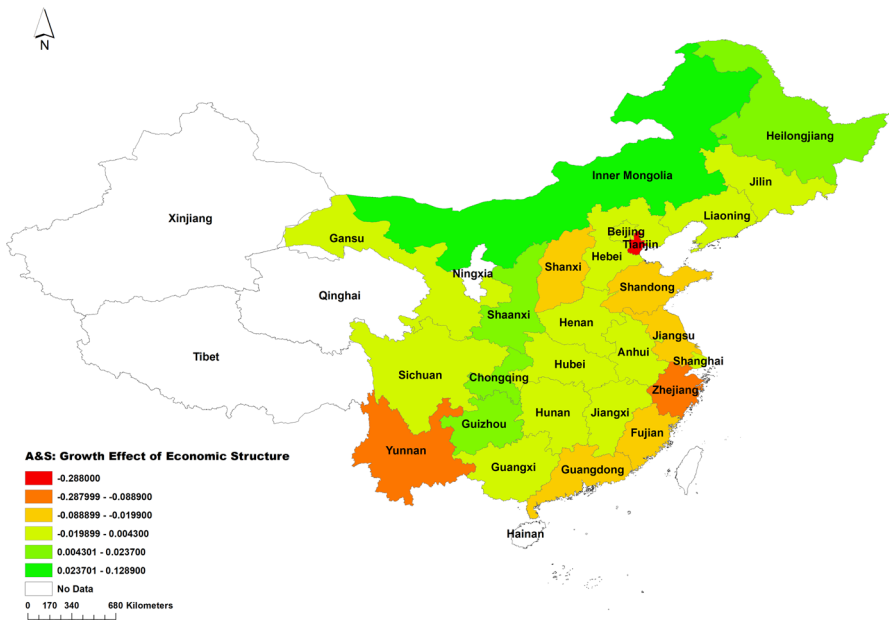 N
Heilongjiang
Inner Mongolia
Jilin
Liaoning
Xinjiang
Gansu
Beijing
Tianjin
Hebei
Ningxia
Shanxi
Qinghai
Shandong
Shaanxi
Henan
Jiangsu
Tibet
Anhui
Shanghai
Sichuan
Chongqing
Hubei
Zhejiang
Hunan
Jiangxi
Guizhou
Fujian
Yunnan
Guangxi
Guangdong
Hainan
A&S: Growth Effect of Economic Structure
-0.288000
-0.287999 - -0.088900
-0.088899 - -0.019900
-0.019899 - 0.004300
0.004301 - 0.023700
0.023701 - 0.128900
No Data
0 170 340 680 Kilometers